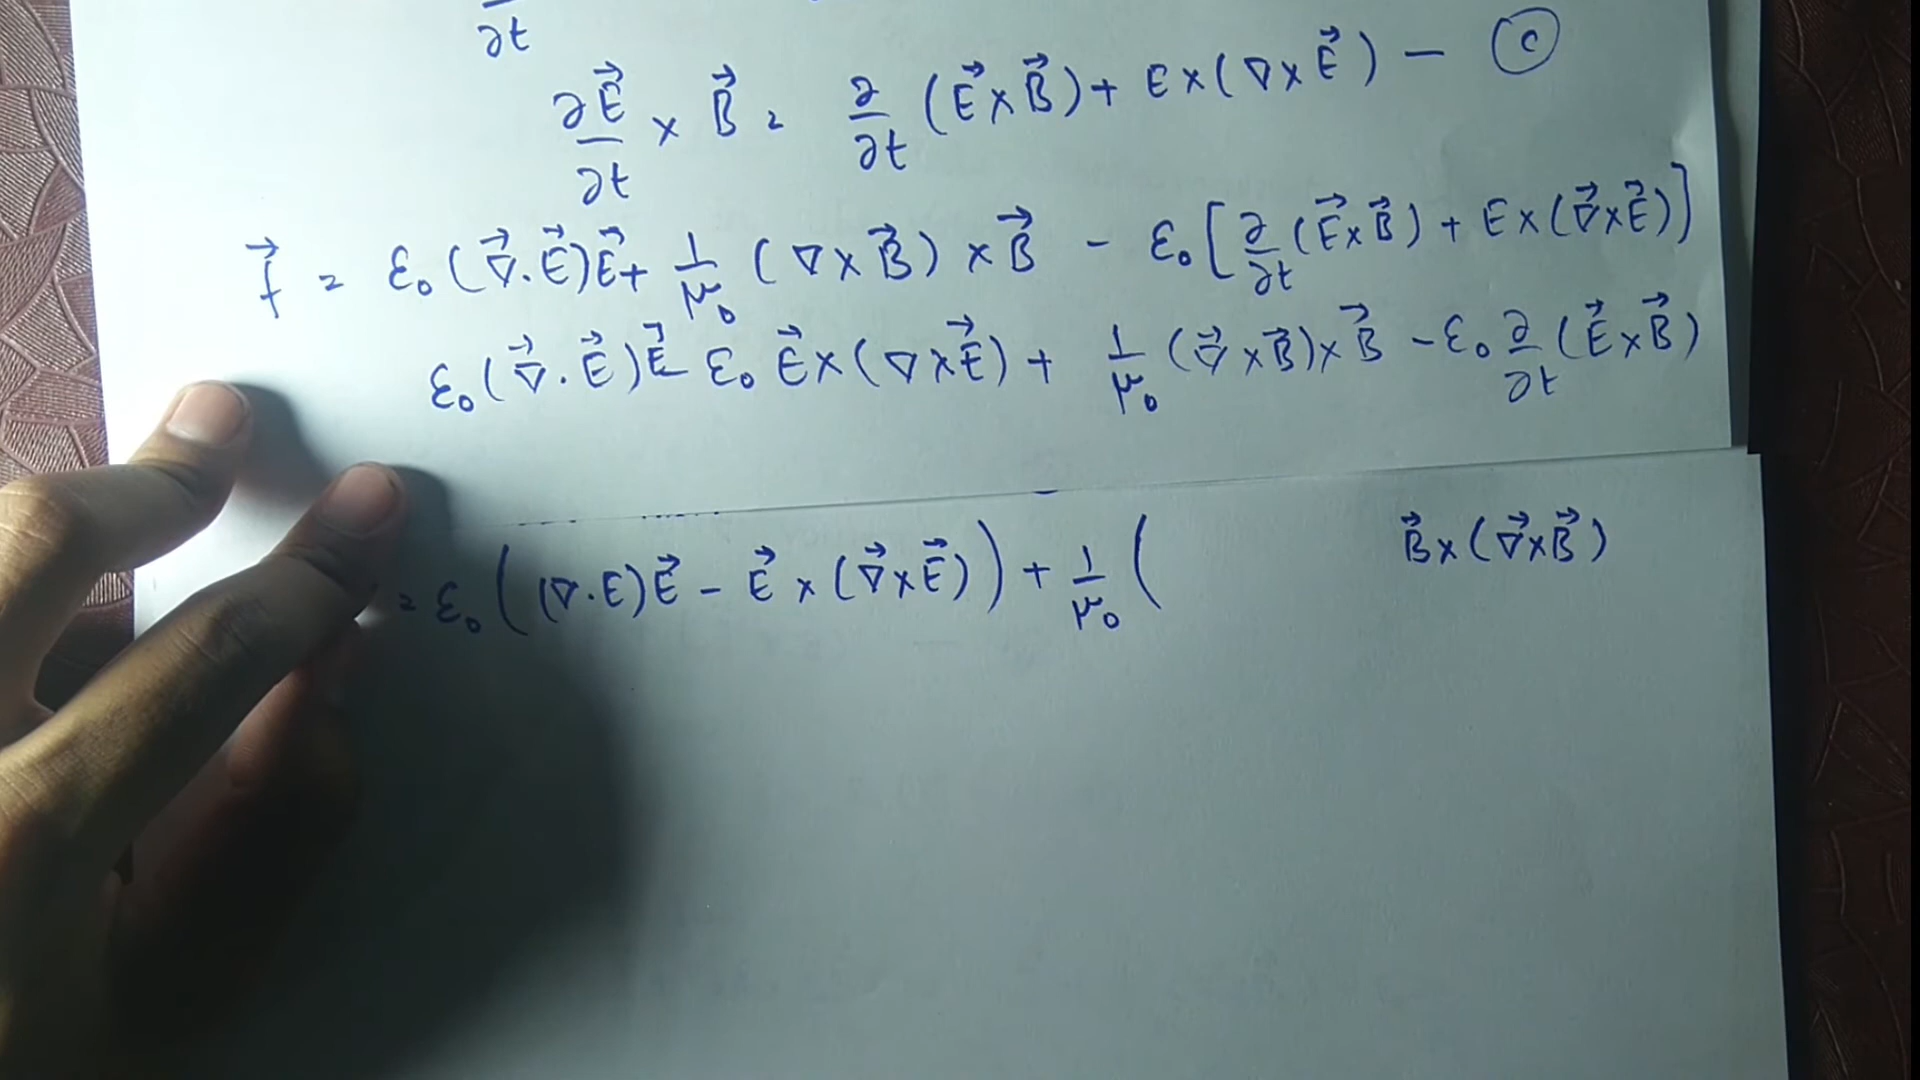 ∂t
∂E⃗/∂t × B⃗ = ∂/∂t (E⃗×B⃗) + E×(∇×E⃗) — (c)
f⃗ = ε₀(∇⃗·E⃗)E⃗ + 1/μ₀ (∇×B⃗)×B⃗ - ε₀[∂/∂t(E⃗×B⃗) + E×(∇⃗×E⃗)]
ε₀(∇⃗·E⃗)E⃗ - ε₀ E⃗×(∇×E⃗) + 1/μ₀ (∇⃗×B⃗)×B⃗ - ε₀ ∂/∂t (E⃗×B⃗)
= ε₀((∇·E)E⃗ - E⃗×(∇⃗×E⃗)) + 1/μ₀ ( B⃗×(∇⃗×B⃗)